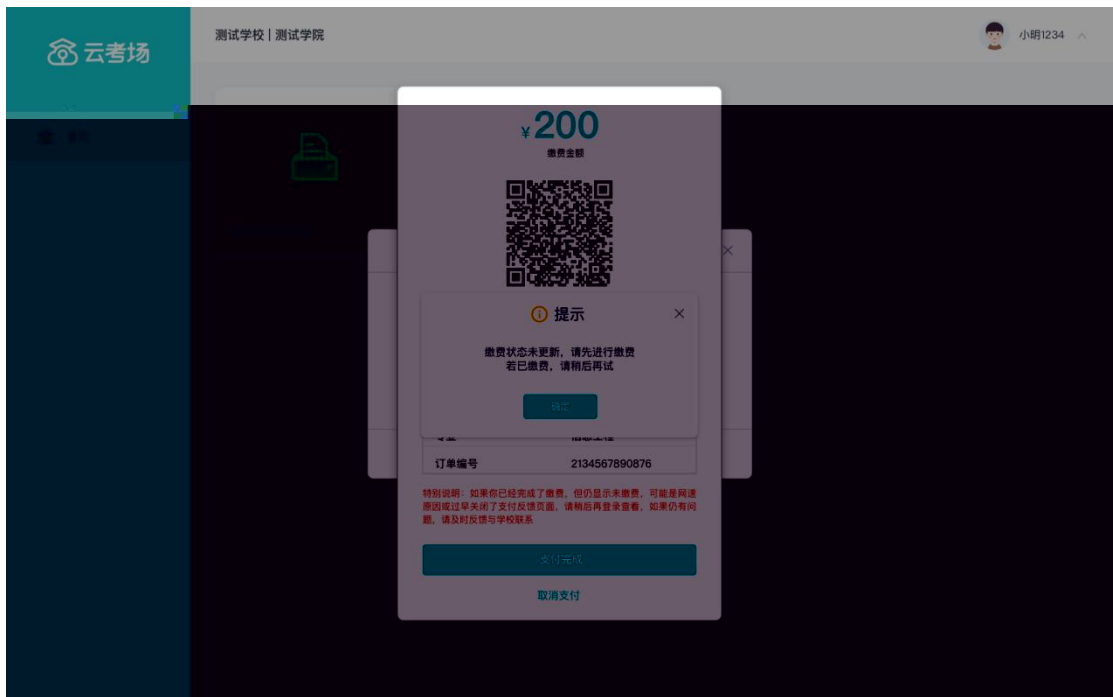 云考场
测试学校 | 测试学院
小明1234
¥200
缴费金额
提示
缴费状态未更新，请先进行缴费
若已缴费，请稍后再试
确定
订单编号 2134567890876
特别说明：如果你已经完成了缴费，但仍显示未缴费，可能是网速
原因或过早关闭了支付反馈页面，请稍后再登录查看，如果仍有问
题，请及时反馈与学校联系
支付完成
取消支付